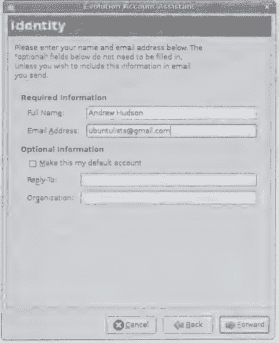 Evolution Account Assistant
Identity
Please enter your name and email address below. The
"optional" fields below do not need to be filled in,
unless you wish to include this information in email
you send.
Required Information
Full Name: Andrew Hudson
Email Address: ubuntulists@gmail.com
Optional Information
Make this my default account
Reply-To:
Organization:
Cancel Back Forward